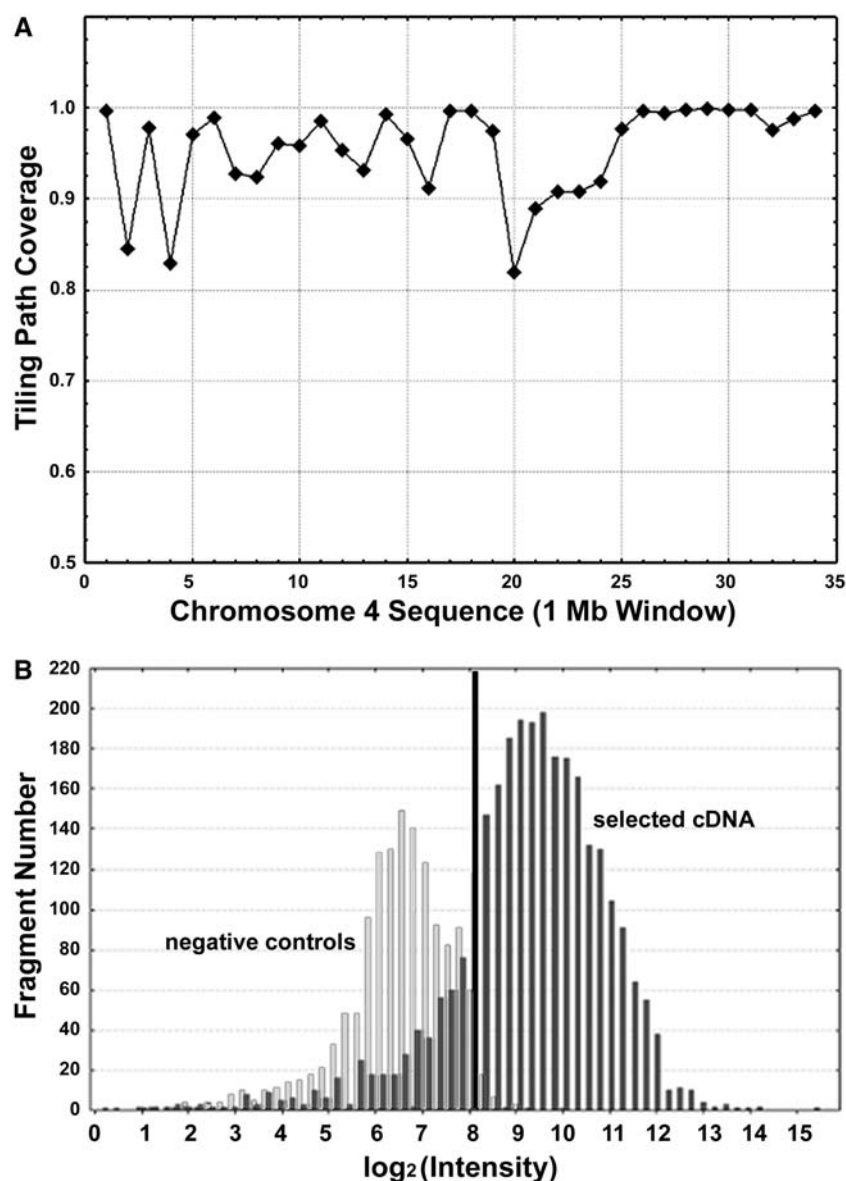 A
Tiling Path Coverage
1.0
0.9
0.8
0.7
0.6
0.5
0 5 10 15 20 25 30 35
Chromosome 4 Sequence (1 Mb Window)
B
Fragment Number
220
200
180
160
140
120
100
80
60
40
20
0
selected cDNA
negative controls
0 1 2 3 4 5 6 7 8 9 10 11 12 13 14 15
log2 (Intensity)